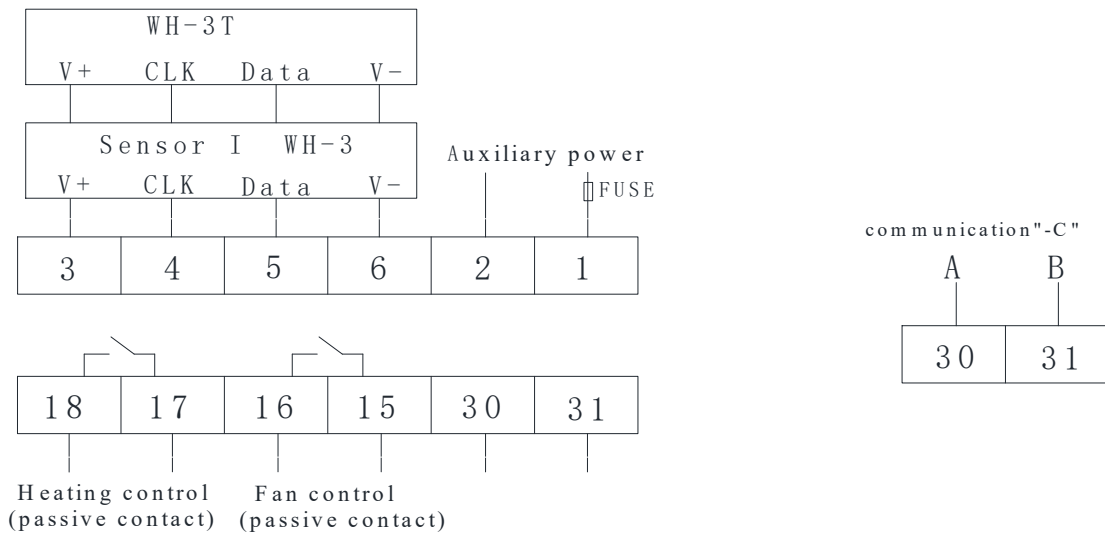 WH-3T
V+ CLK Data V-
Sensor I WH-3
V+ CLK Data V-
Auxiliary power
FUSE
3 4 5 6 2 1
communication"-C"
A B
30 31
18 17 16 15 30 31
Heating control
(passive contact)
Fan control
(passive contact)